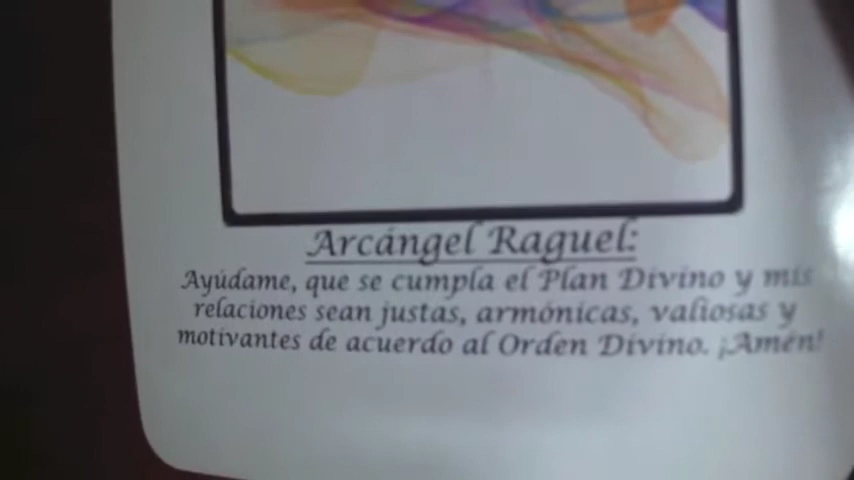 Arcángel Raguel:
Ayúdame, que se cumpla el Plan Divino y mis
relaciones sean justas, armónicas, valiosas y
motivantes de acuerdo al Orden Divino. ¡Amén!